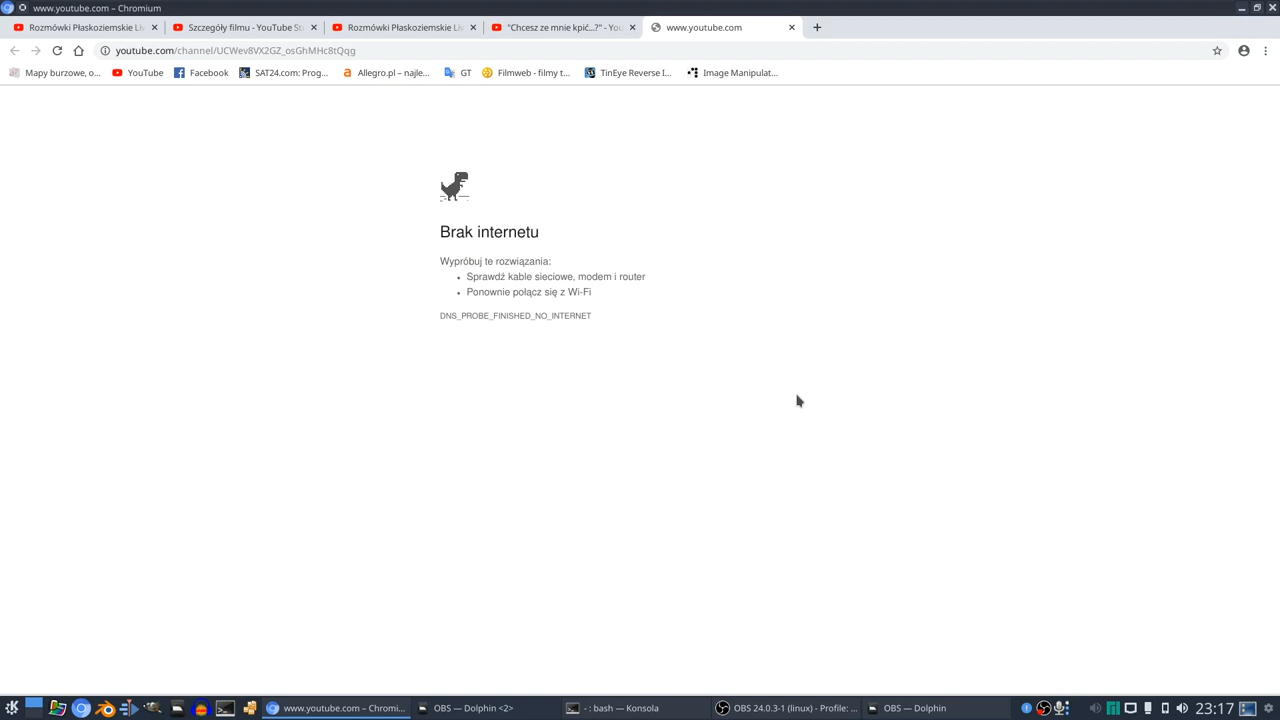 www.youtube.com – Chromium
Rozmówki Płaskoziemskie Li
Szczegóły filmu - YouTube St
Rozmówki Płaskoziemskie Li
"Chcesz ze mnie kpić...?" - You
www.youtube.com
youtube.com/channel/UCWev8VX2GZ_osGhMHc8tQqg
Mapy burzowe, o...
YouTube
Facebook
SAT24.com: Prog...
Allegro.pl – najle...
GT
Filmweb - filmy t...
TinEye Reverse I...
Image Manipulat...
Brak internetu
Wypróbuj te rozwiązania:
• Sprawdź kable sieciowe, modem i router
• Ponownie połącz się z Wi-Fi
DNS_PROBE_FINISHED_NO_INTERNET
www.youtube.com – Chromi...
OBS — Dolphin <2>
- : bash — Konsola
OBS 24.0.3-1 (linux) - Profile: ...
OBS — Dolphin
23:17